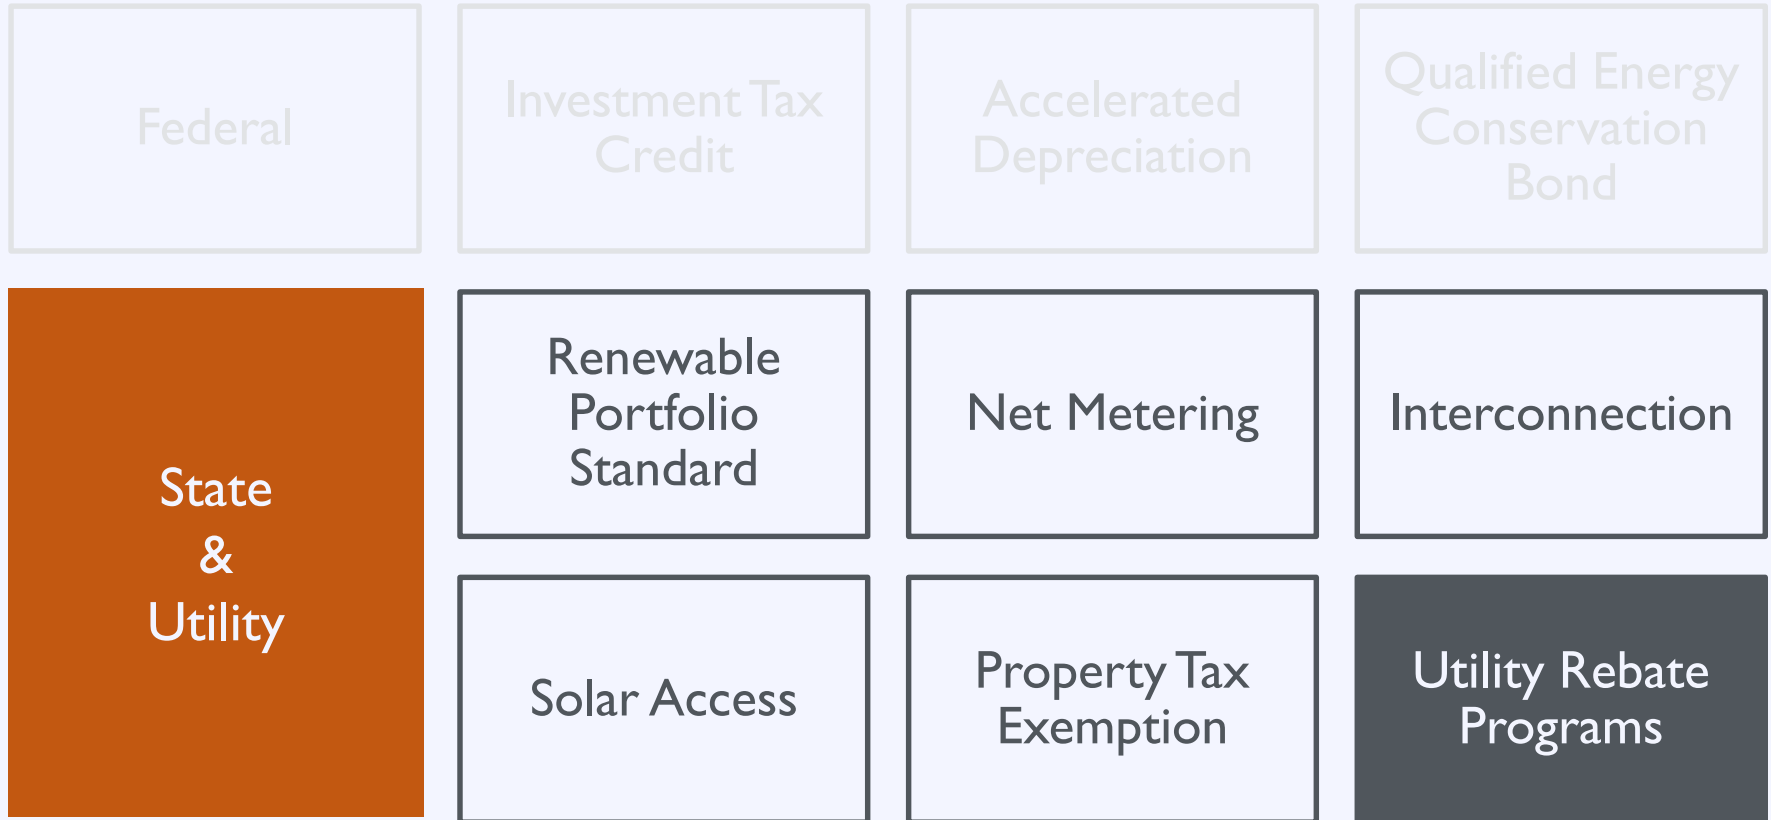 Federal
Investment Tax
Credit
Accelerated
Depreciation
Qualified Energy
Conservation
Bond
State
&
Utility
Renewable
Portfolio
Standard
Net Metering
Interconnection
Solar Access
Property Tax
Exemption
Utility Rebate
Programs